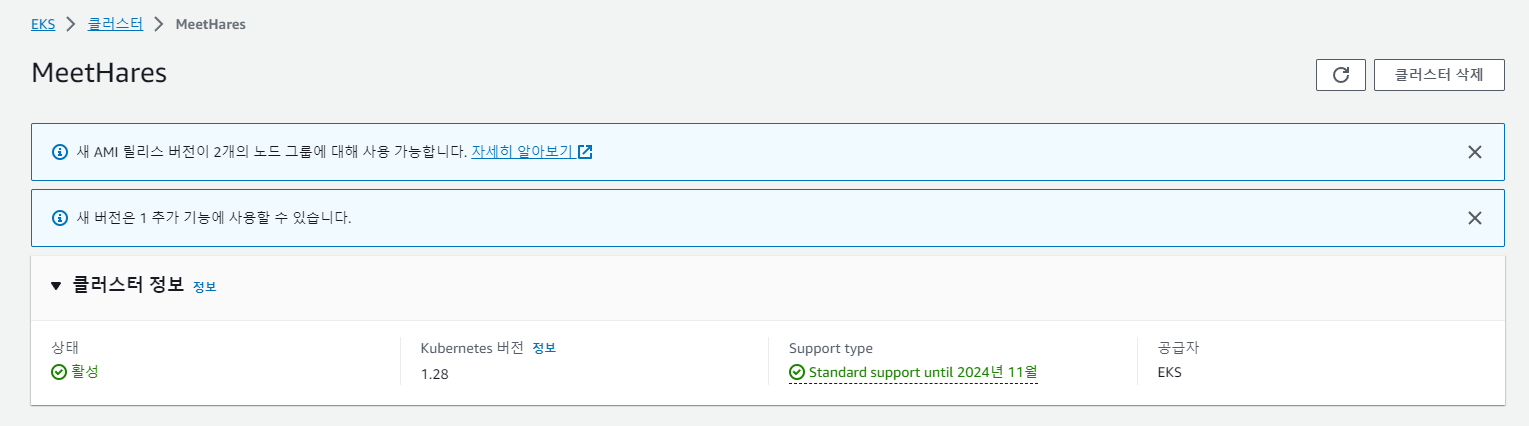 EKS > 클러스터 > MeetHares
MeetHares
클러스터 삭제
새 AMI 릴리스 버전이 2개의 노드 그룹에 대해 사용 가능합니다. 자세히 알아보기
새 버전은 1 추가 기능에 사용할 수 있습니다.
클러스터 정보 정보
상태
활성
Kubernetes 버전 정보
1.28
Support type
Standard support until 2024년 11월
공급자
EKS